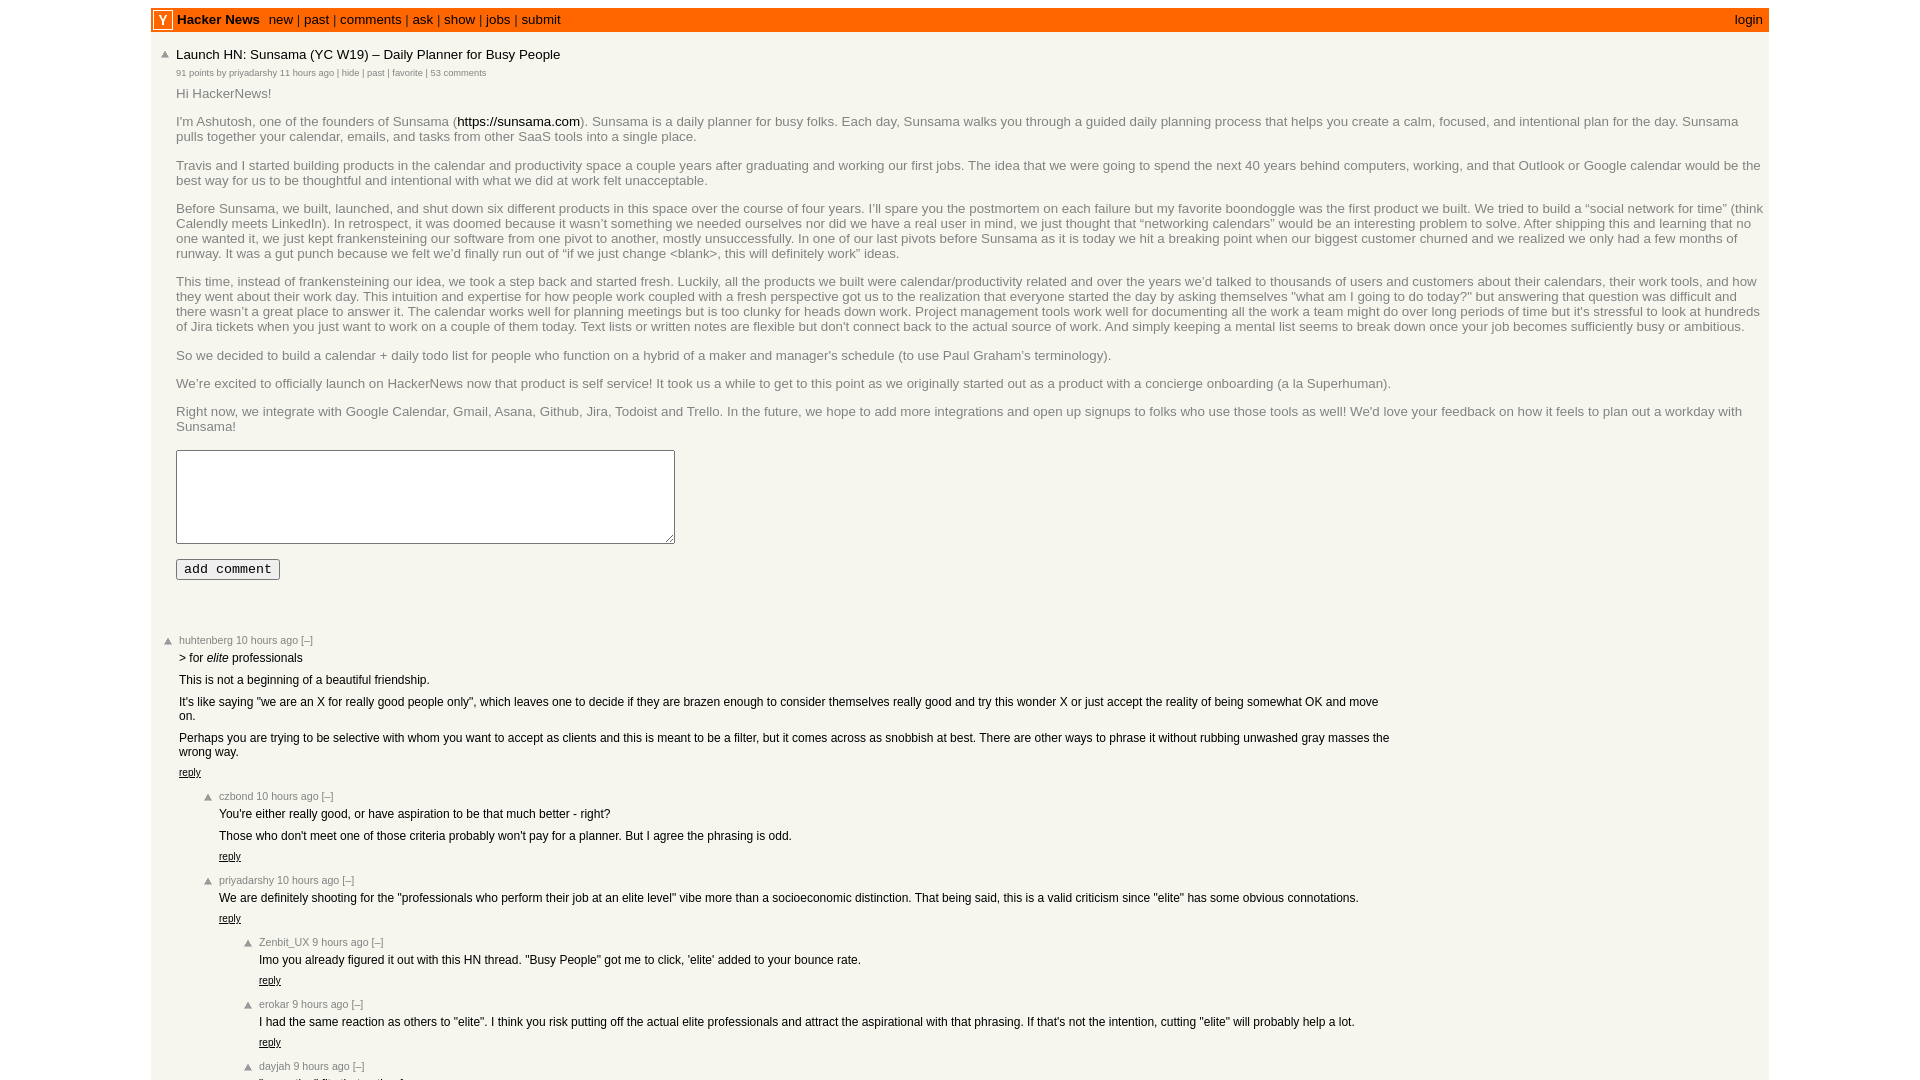 Y Hacker News new | past | comments | ask | show | jobs | submit login
Launch HN: Sunsama (YC W19) – Daily Planner for Busy People
91 points by priyadarshy 11 hours ago | hide | past | favorite | 53 comments
Hi HackerNews!
I'm Ashutosh, one of the founders of Sunsama (https://sunsama.com). Sunsama is a daily planner for busy folks. Each day, Sunsama walks you through a guided daily planning process that helps you create a calm, focused, and intentional plan for the day. Sunsama
pulls together your calendar, emails, and tasks from other SaaS tools into a single place.
Travis and I started building products in the calendar and productivity space a couple years after graduating and working our first jobs. The idea that we were going to spend the next 40 years behind computers, working, and that Outlook or Google calendar would be the
best way for us to be thoughtful and intentional with what we did at work felt unacceptable.
Before Sunsama, we built, launched, and shut down six different products in this space over the course of four years. I’ll spare you the postmortem on each failure but my favorite boondoggle was the first product we built. We tried to build a “social network for time” (think
Calendly meets LinkedIn). In retrospect, it was doomed because it wasn’t something we needed ourselves nor did we have a real user in mind, we just thought that “networking calendars” would be an interesting problem to solve. After shipping this and learning that no
one wanted it, we just kept frankensteining our software from one pivot to another, mostly unsuccessfully. In one of our last pivots before Sunsama as it is today we hit a breaking point when our biggest customer churned and we realized we only had a few months of
runway. It was a gut punch because we felt we’d finally run out of “if we just change <blank>, this will definitely work” ideas.
This time, instead of frankensteining our idea, we took a step back and started fresh. Luckily, all the products we built were calendar/productivity related and over the years we’d talked to thousands of users and customers about their calendars, their work tools, and how
they went about their work day. This intuition and expertise for how people work coupled with a fresh perspective got us to the realization that everyone started the day by asking themselves "what am I going to do today?" but answering that question was difficult and
there wasn’t a great place to answer it. The calendar works well for planning meetings but is too clunky for heads down work. Project management tools work well for documenting all the work a team might do over long periods of time but it's stressful to look at hundreds
of Jira tickets when you just want to work on a couple of them today. Text lists or written notes are flexible but don't connect back to the actual source of work. And simply keeping a mental list seems to break down once your job becomes sufficiently busy or ambitious.
So we decided to build a calendar + daily todo list for people who function on a hybrid of a maker and manager's schedule (to use Paul Graham’s terminology).
We’re excited to officially launch on HackerNews now that product is self service! It took us a while to get to this point as we originally started out as a product with a concierge onboarding (a la Superhuman).
Right now, we integrate with Google Calendar, Gmail, Asana, Github, Jira, Todoist and Trello. In the future, we hope to add more integrations and open up signups to folks who use those tools as well! We'd love your feedback on how it feels to plan out a workday with
Sunsama!
add comment
huhtenberg 10 hours ago [–]
> for elite professionals
This is not a beginning of a beautiful friendship.
It's like saying "we are an X for really good people only", which leaves one to decide if they are brazen enough to consider themselves really good and try this wonder X or just accept the reality of being somewhat OK and move
on.
Perhaps you are trying to be selective with whom you want to accept as clients and this is meant to be a filter, but it comes across as snobbish at best. There are other ways to phrase it without rubbing unwashed gray masses the
wrong way.
reply
czbond 10 hours ago [–]
You're either really good, or have aspiration to be that much better - right?
Those who don't meet one of those criteria probably won't pay for a planner. But I agree the phrasing is odd.
reply
priyadarshy 10 hours ago [–]
We are definitely shooting for the "professionals who perform their job at an elite level" vibe more than a socioeconomic distinction. That being said, this is a valid criticism since "elite" has some obvious connotations.
reply
Zenbit_UX 9 hours ago [–]
Imo you already figured it out with this HN thread. "Busy People" got me to click, 'elite' added to your bounce rate.
reply
erokar 9 hours ago [–]
I had the same reaction as others to "elite". I think you risk putting off the actual elite professionals and attract the aspirational with that phrasing. If that's not the intention, cutting "elite" will probably help a lot.
reply
dayjah 9 hours ago [–]